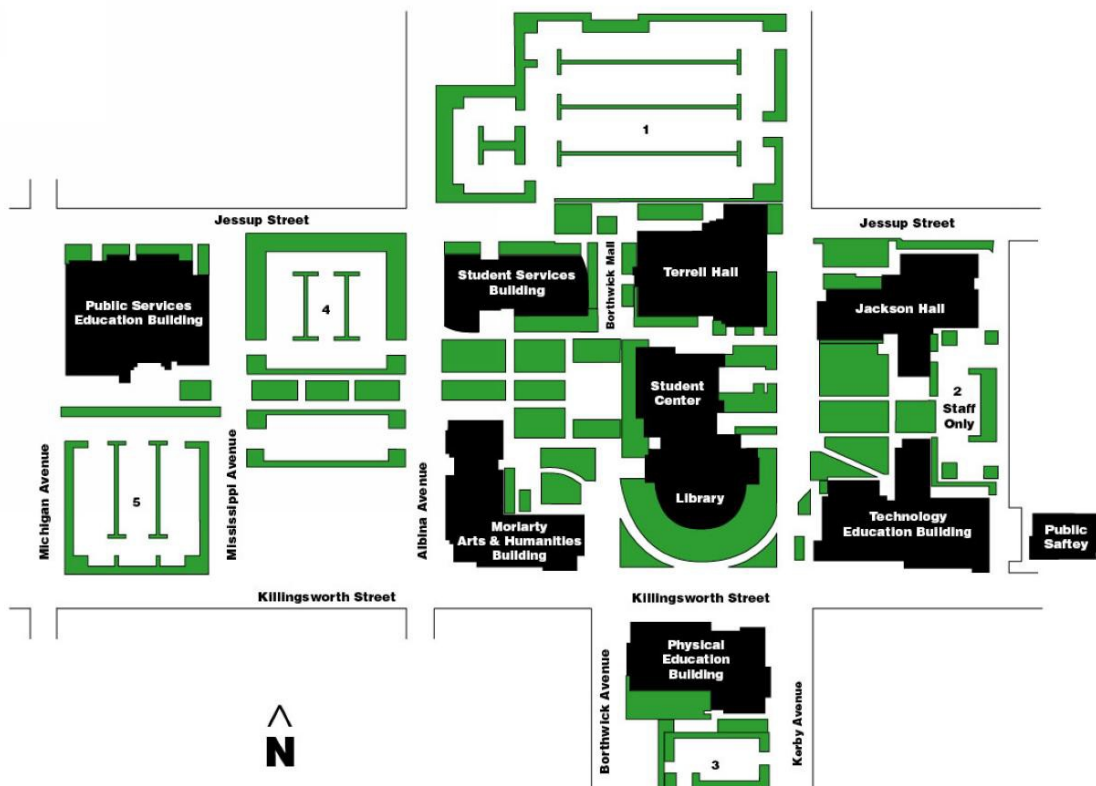 1
Jessup Street
Jessup Street
Public Services
Education Building
4
Student Services
Building
Borthwick Mall
Terrell Hall
Jackson Hall
Student
Center
2
Staff
Only
Michigan Avenue
5
Mississippi Avenue
Albina Avenue
Moriarty
Arts & Humanities
Building
Library
Technology
Education Building
Public
Saftey
Killingsworth Street
Killingsworth Street
Physical
Education
Building
Borthwick Avenue
Kerby Avenue
3
N